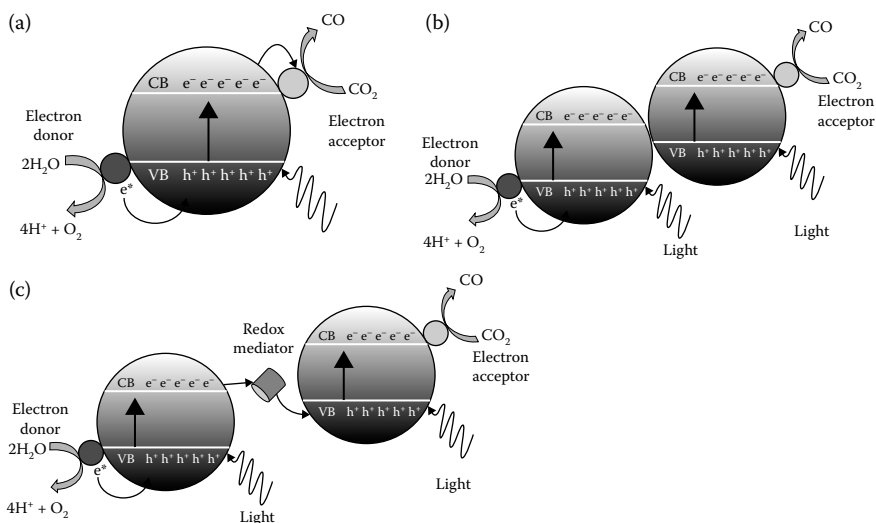 (a)
CO
CB e⁻ e⁻ e⁻ e⁻ e⁻
CO₂
Electron
acceptor
Electron
donor
2H₂O
VB h⁺ h⁺ h⁺ h⁺ h⁺
e*
4H⁺ + O₂
(b)
CO
CB e⁻ e⁻ e⁻ e⁻ e⁻
CO₂
Electron
acceptor
CB e⁻ e⁻ e⁻ e⁻ e⁻
VB h⁺ h⁺ h⁺ h⁺ h⁺
Electron
donor
2H₂O
VB h⁺ h⁺ h⁺ h⁺ h⁺
e*
4H⁺ + O₂
Light
Light
(c)
CO
Redox
mediator
CB e⁻ e⁻ e⁻ e⁻ e⁻
CO₂
Electron
acceptor
CB e⁻ e⁻ e⁻ e⁻ e⁻
VB h⁺ h⁺ h⁺ h⁺ h⁺
Electron
donor
2H₂O
VB h⁺ h⁺ h⁺ h⁺ h⁺
e*
4H⁺ + O₂
Light
Light